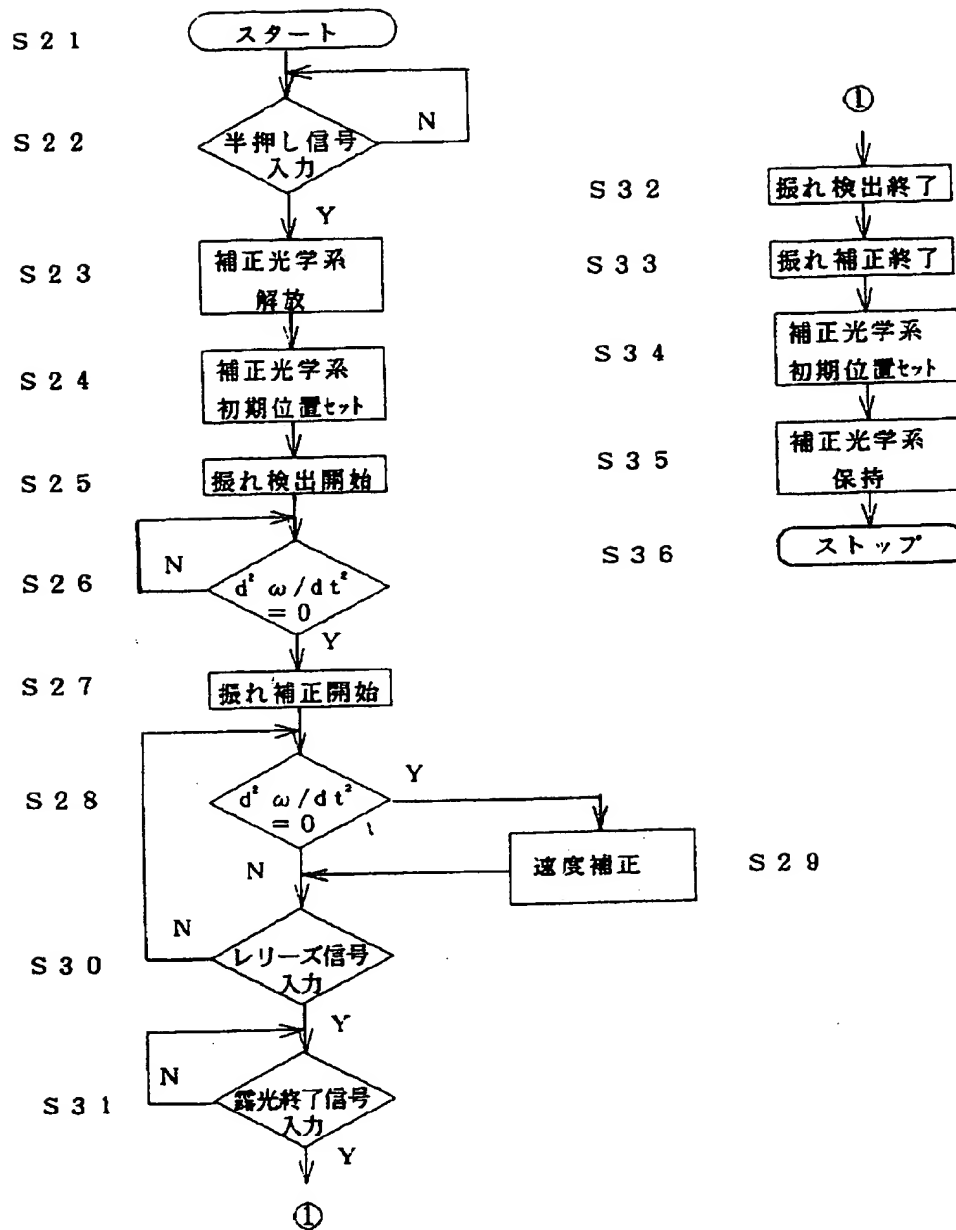 S21
スタート
S22
半押し信号
入力
N
Y
S23
補正光学系
解放
S24
補正光学系
初期位置セット
S25
振れ検出開始
S26
N
d² ω/dt²
= 0
Y
S27
振れ補正開始
S28
d² ω/dt²
= 0
Y
N
速度補正
S29
S30
N
レリーズ信号
入力
Y
S31
N
露光終了信号
入力
Y
①
①
S32
振れ検出終了
S33
振れ補正終了
S34
補正光学系
初期位置セット
S35
補正光学系
保持
S36
ストップ